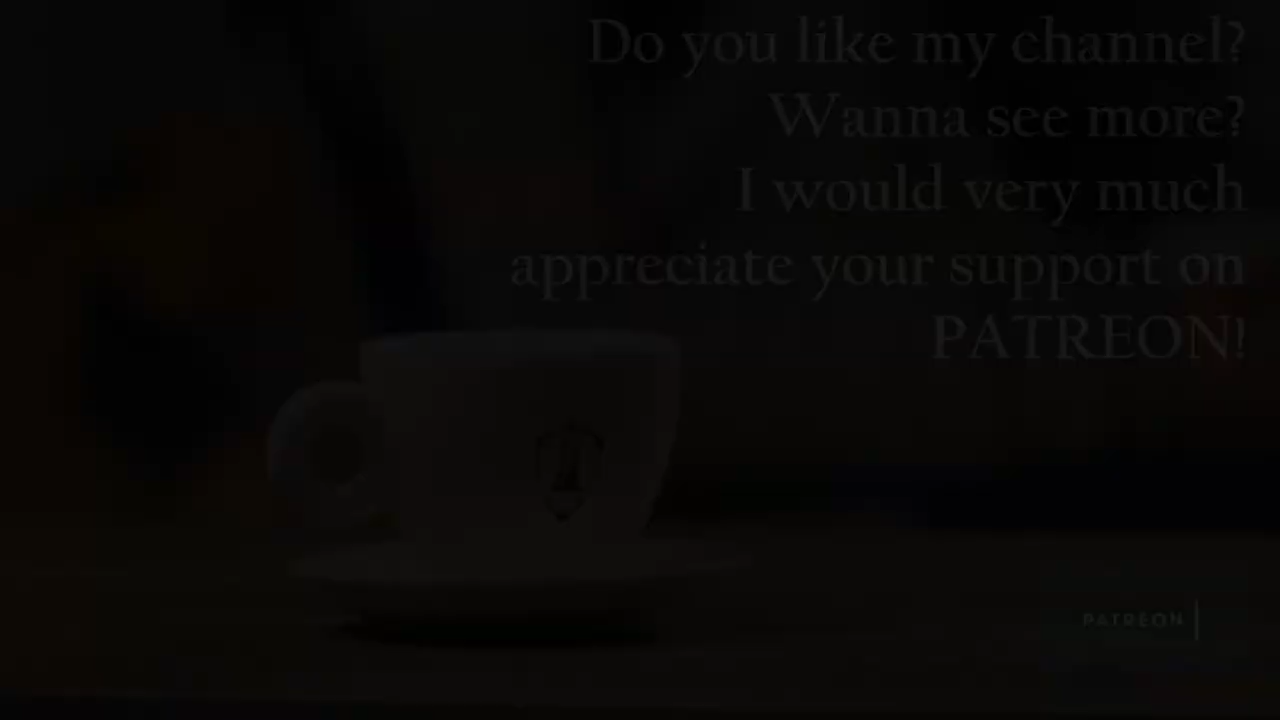 Do you like my channel?
Wanna see more?
I would very much
appreciate your support on
PATREON!
PATREON